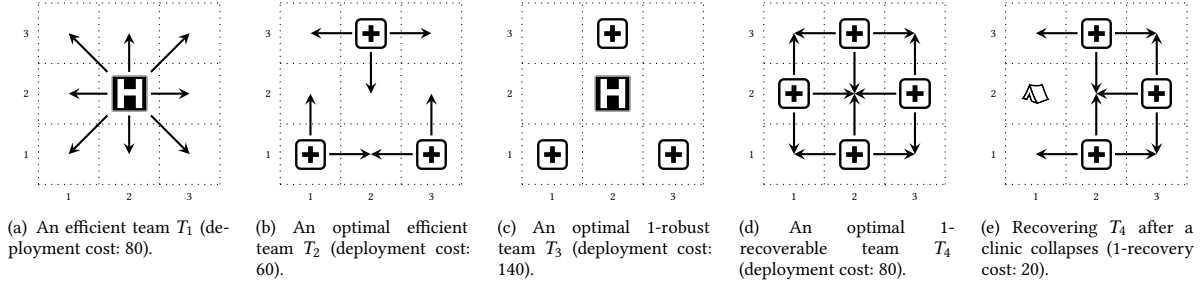 3
2
1
1 2 3
3
2
1
1 2 3
3
2
1
1 2 3
3
2
1
1 2 3
3
2
1
1 2 3
(a) An efficient team T₁ (de-
ployment cost: 80).
(b) An optimal efficient
team T₂ (deployment cost:
60).
(c) An optimal 1-robust
team T₃ (deployment cost:
140).
(d) An optimal 1-
recoverable team T₄
(deployment cost: 80).
(e) Recovering T₄ after a
clinic collapses (1-recovery
cost: 20).